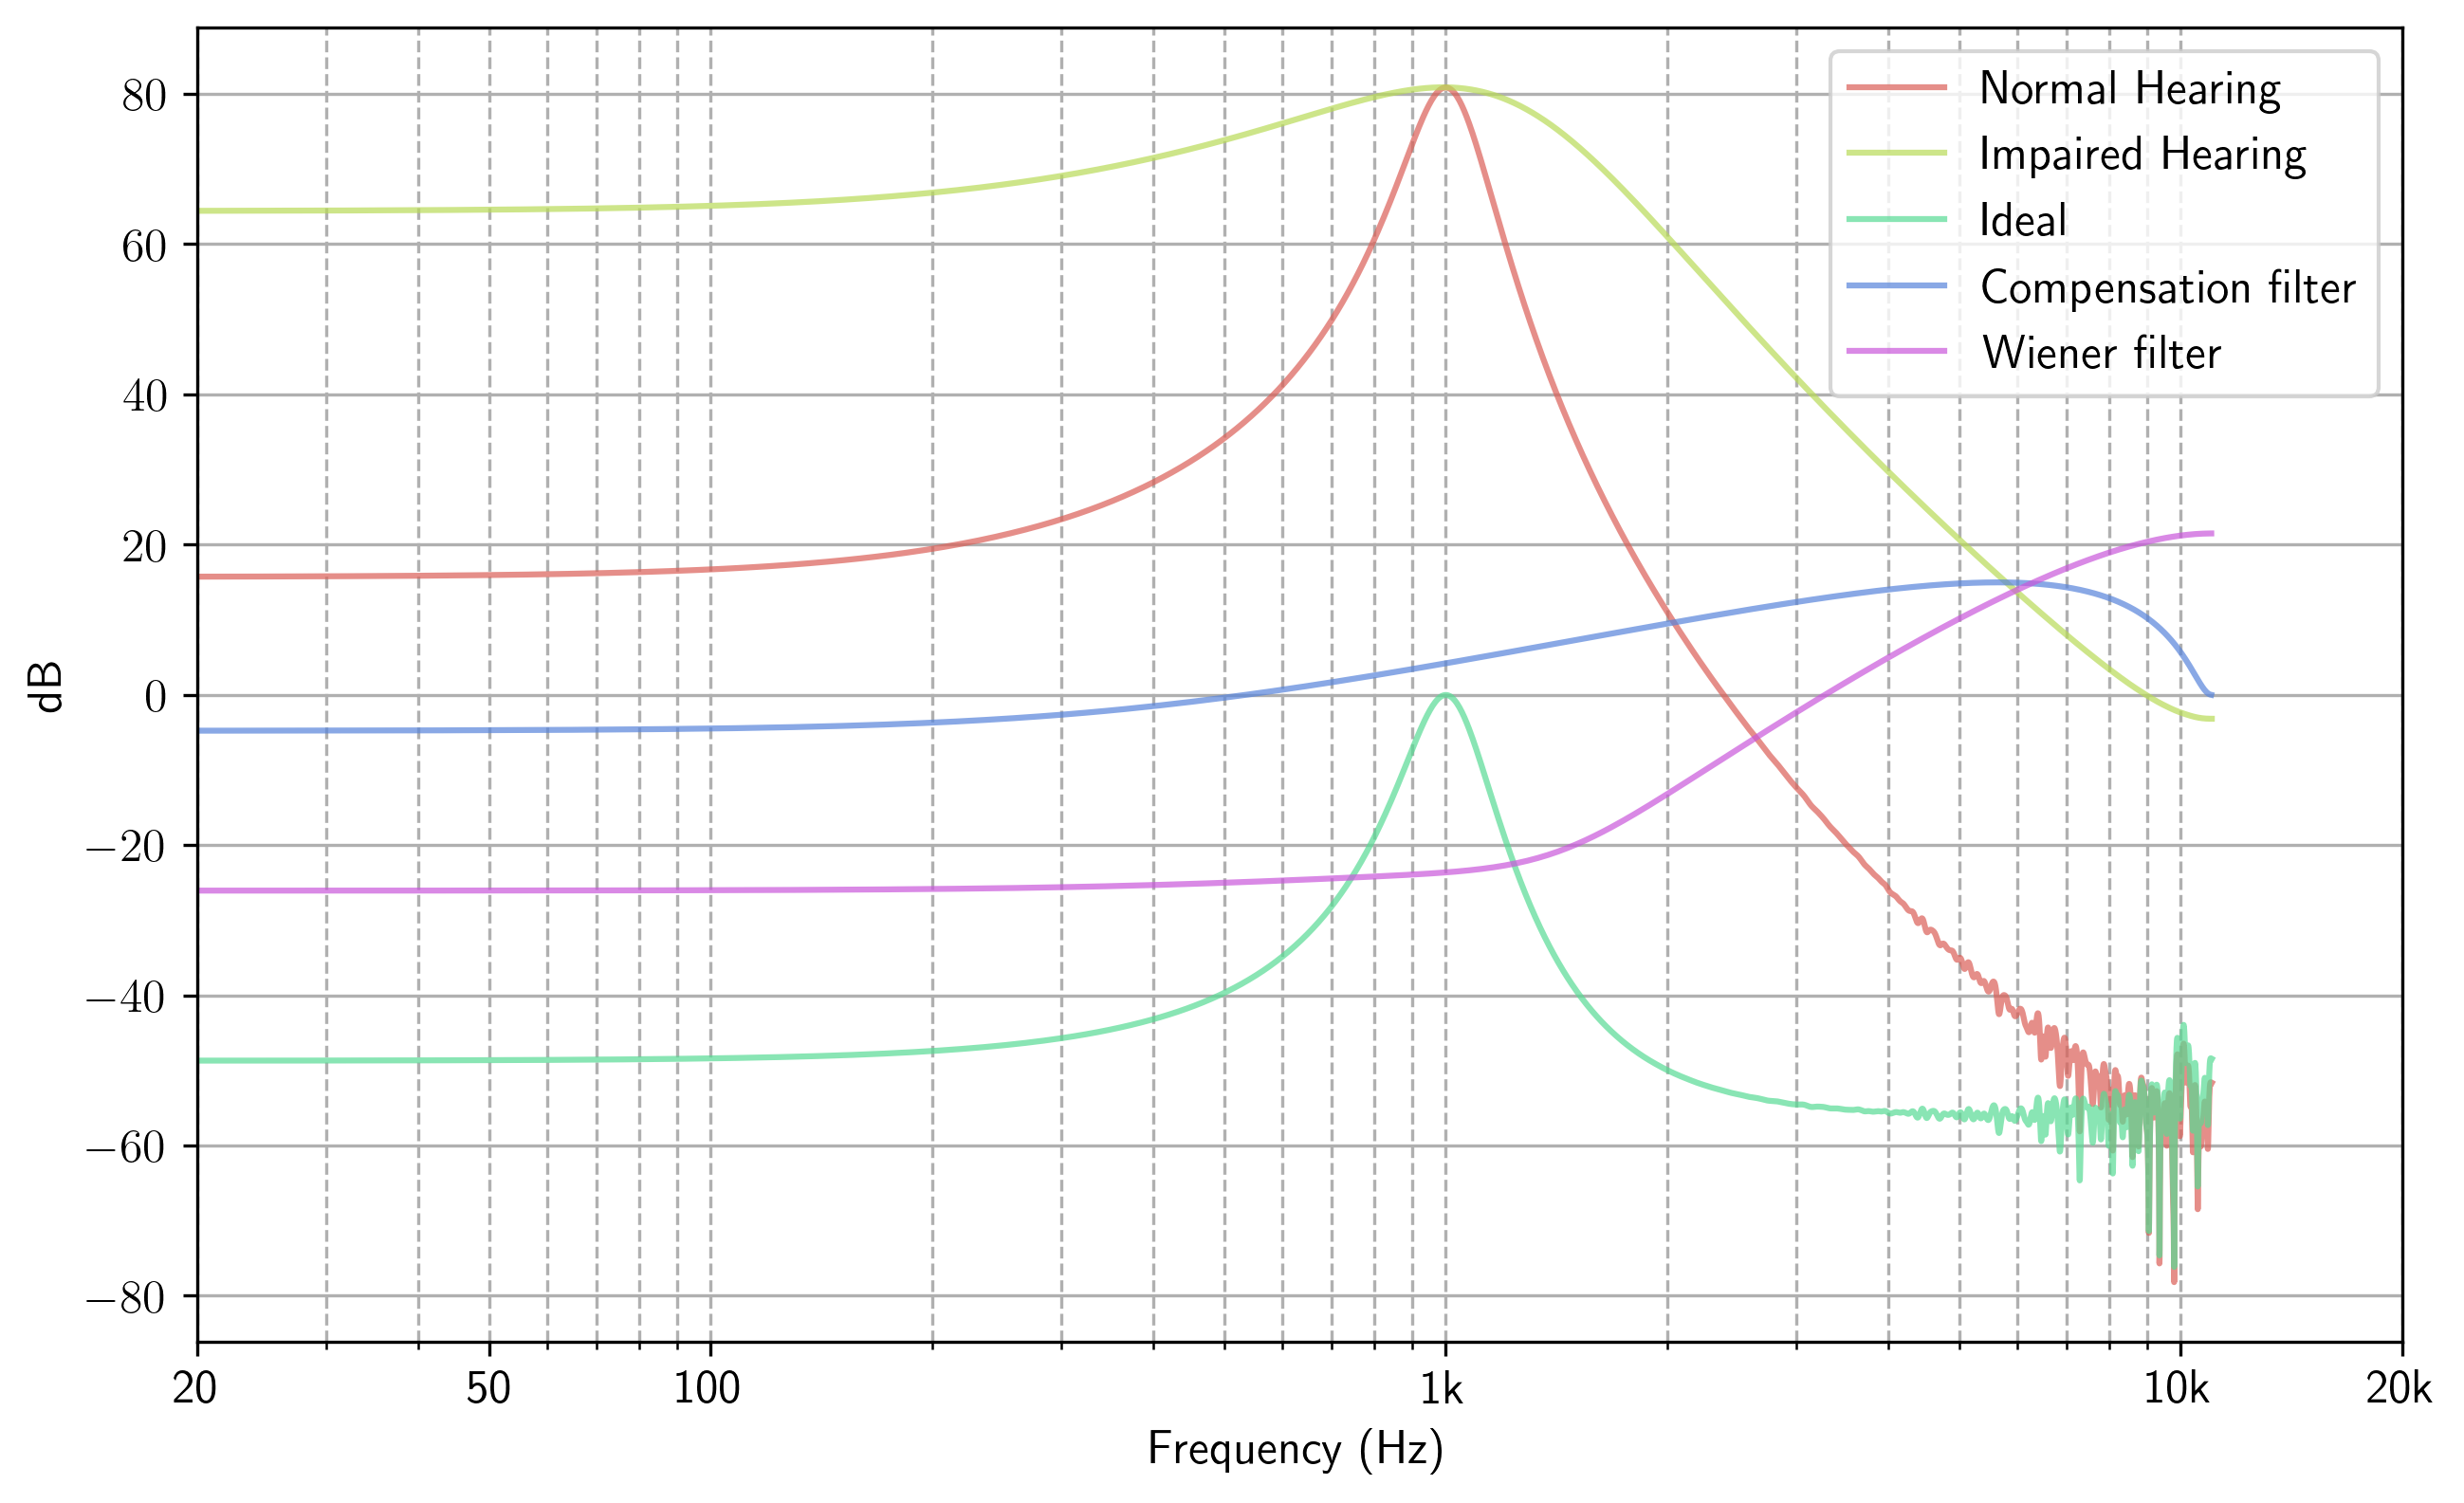 Normal Hearing
Impaired Hearing
Ideal
Compensation filter
Wiener filter
80
60
40
20
0
−20
−40
−60
−80
dB
20 50 100 1k 10k 20k
Frequency (Hz)